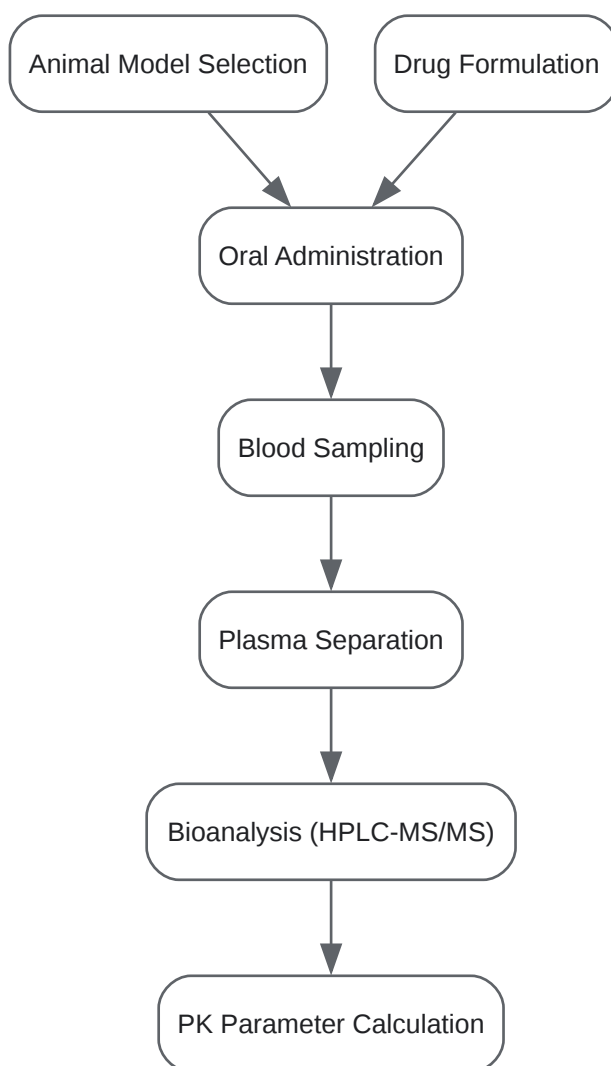 Animal Model Selection
Drug Formulation
Oral Administration
Blood Sampling
Plasma Separation
Bioanalysis (HPLC-MS/MS)
PK Parameter Calculation